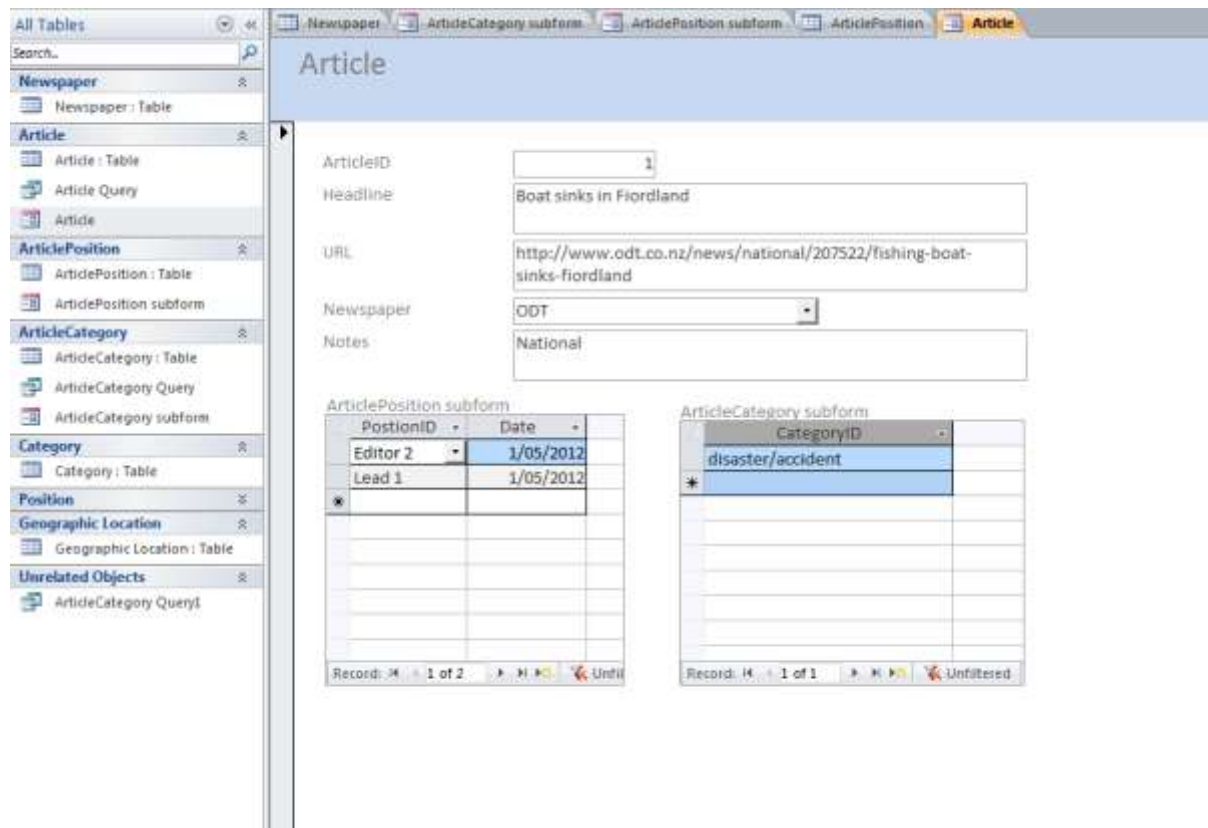 All Tables
Search...
Newspaper
Newspaper : Table
Article
Article : Table
Article Query
Article
ArticlePosition
ArticlePosition : Table
ArticlePosition subform
ArticleCategory
ArticleCategory : Table
ArticleCategory Query
ArticleCategory subform
Category
Category : Table
Position
Geographic Location
Geographic Location : Table
Unrelated Objects
ArticleCategory Query1
Newspaper ArticleCategory subform ArticlePosition subform ArticlePosition Article
Article
ArticleID 1
Headline Boat sinks in Fiordland
URL http://www.odt.co.nz/news/national/207522/fishing-boat-
sinks-fiordland
Newspaper ODT
Notes National
ArticlePosition subform
PostionID Date
Editor 2 1/05/2012
Lead 1 1/05/2012
Record: 1 of 2 Unfil
ArticleCategory subform
CategoryID
disaster/accident
Record: 1 of 1 Unfiltered